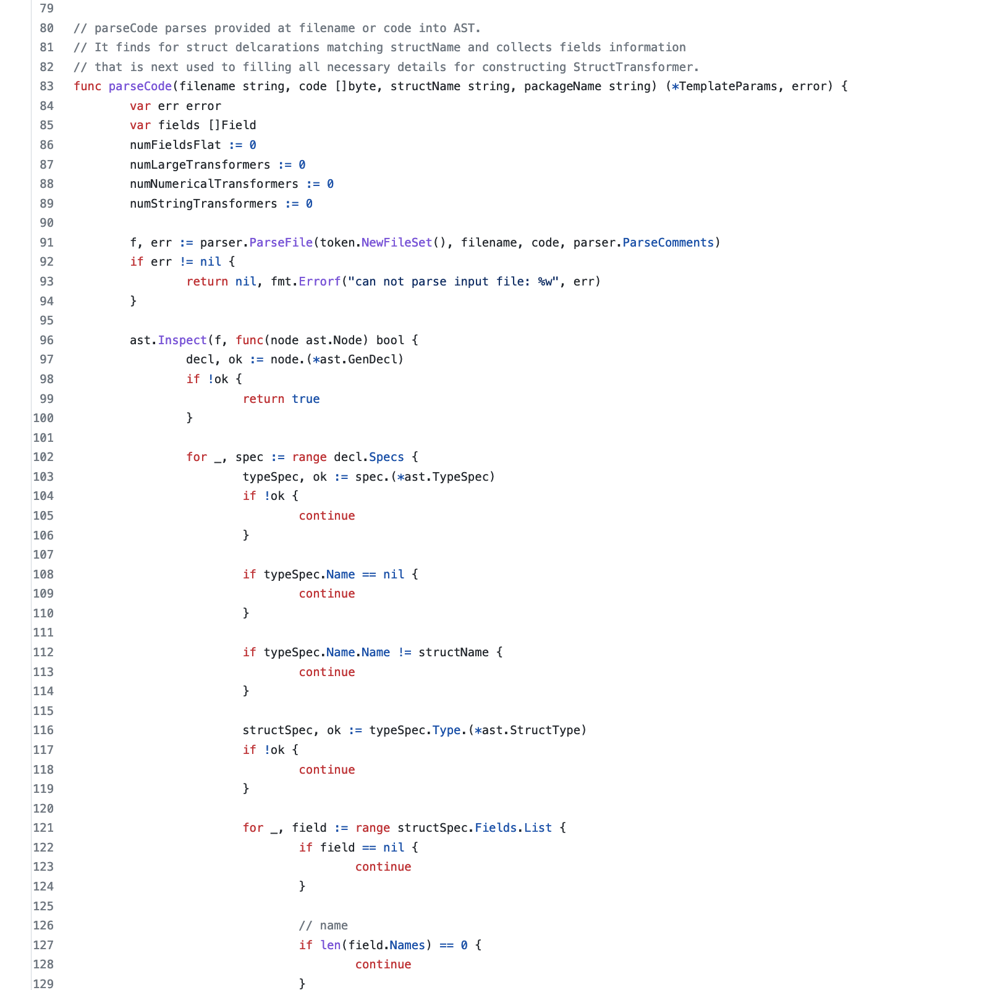 79
80 // parseCode parses provided at filename or code into AST.
81 // It finds for struct delcarations matching structName and collects fields information
82 // that is next used to filling all necessary details for constructing StructTransformer.
83 func parseCode(filename string, code []byte, structName string, packageName string) (*TemplateParams, error) {
84 var err error
85 var fields []Field
86 numFieldsFlat := 0
87 numLargeTransformers := 0
88 numNumericalTransformers := 0
89 numStringTransformers := 0
90
91 f, err := parser.ParseFile(token.NewFileSet(), filename, code, parser.ParseComments)
92 if err != nil {
93 return nil, fmt.Errorf("can not parse input file: %w", err)
94 }
95
96 ast.Inspect(f, func(node ast.Node) bool {
97 decl, ok := node.(*ast.GenDecl)
98 if !ok {
99 return true
100 }
101
102 for _, spec := range decl.Specs {
103 typeSpec, ok := spec.(*ast.TypeSpec)
104 if !ok {
105 continue
106 }
107
108 if typeSpec.Name == nil {
109 continue
110 }
111
112 if typeSpec.Name.Name != structName {
113 continue
114 }
115
116 structSpec, ok := typeSpec.Type.(*ast.StructType)
117 if !ok {
118 continue
119 }
120
121 for _, field := range structSpec.Fields.List {
122 if field == nil {
123 continue
124 }
125
126 // name
127 if len(field.Names) == 0 {
128 continue
129 }